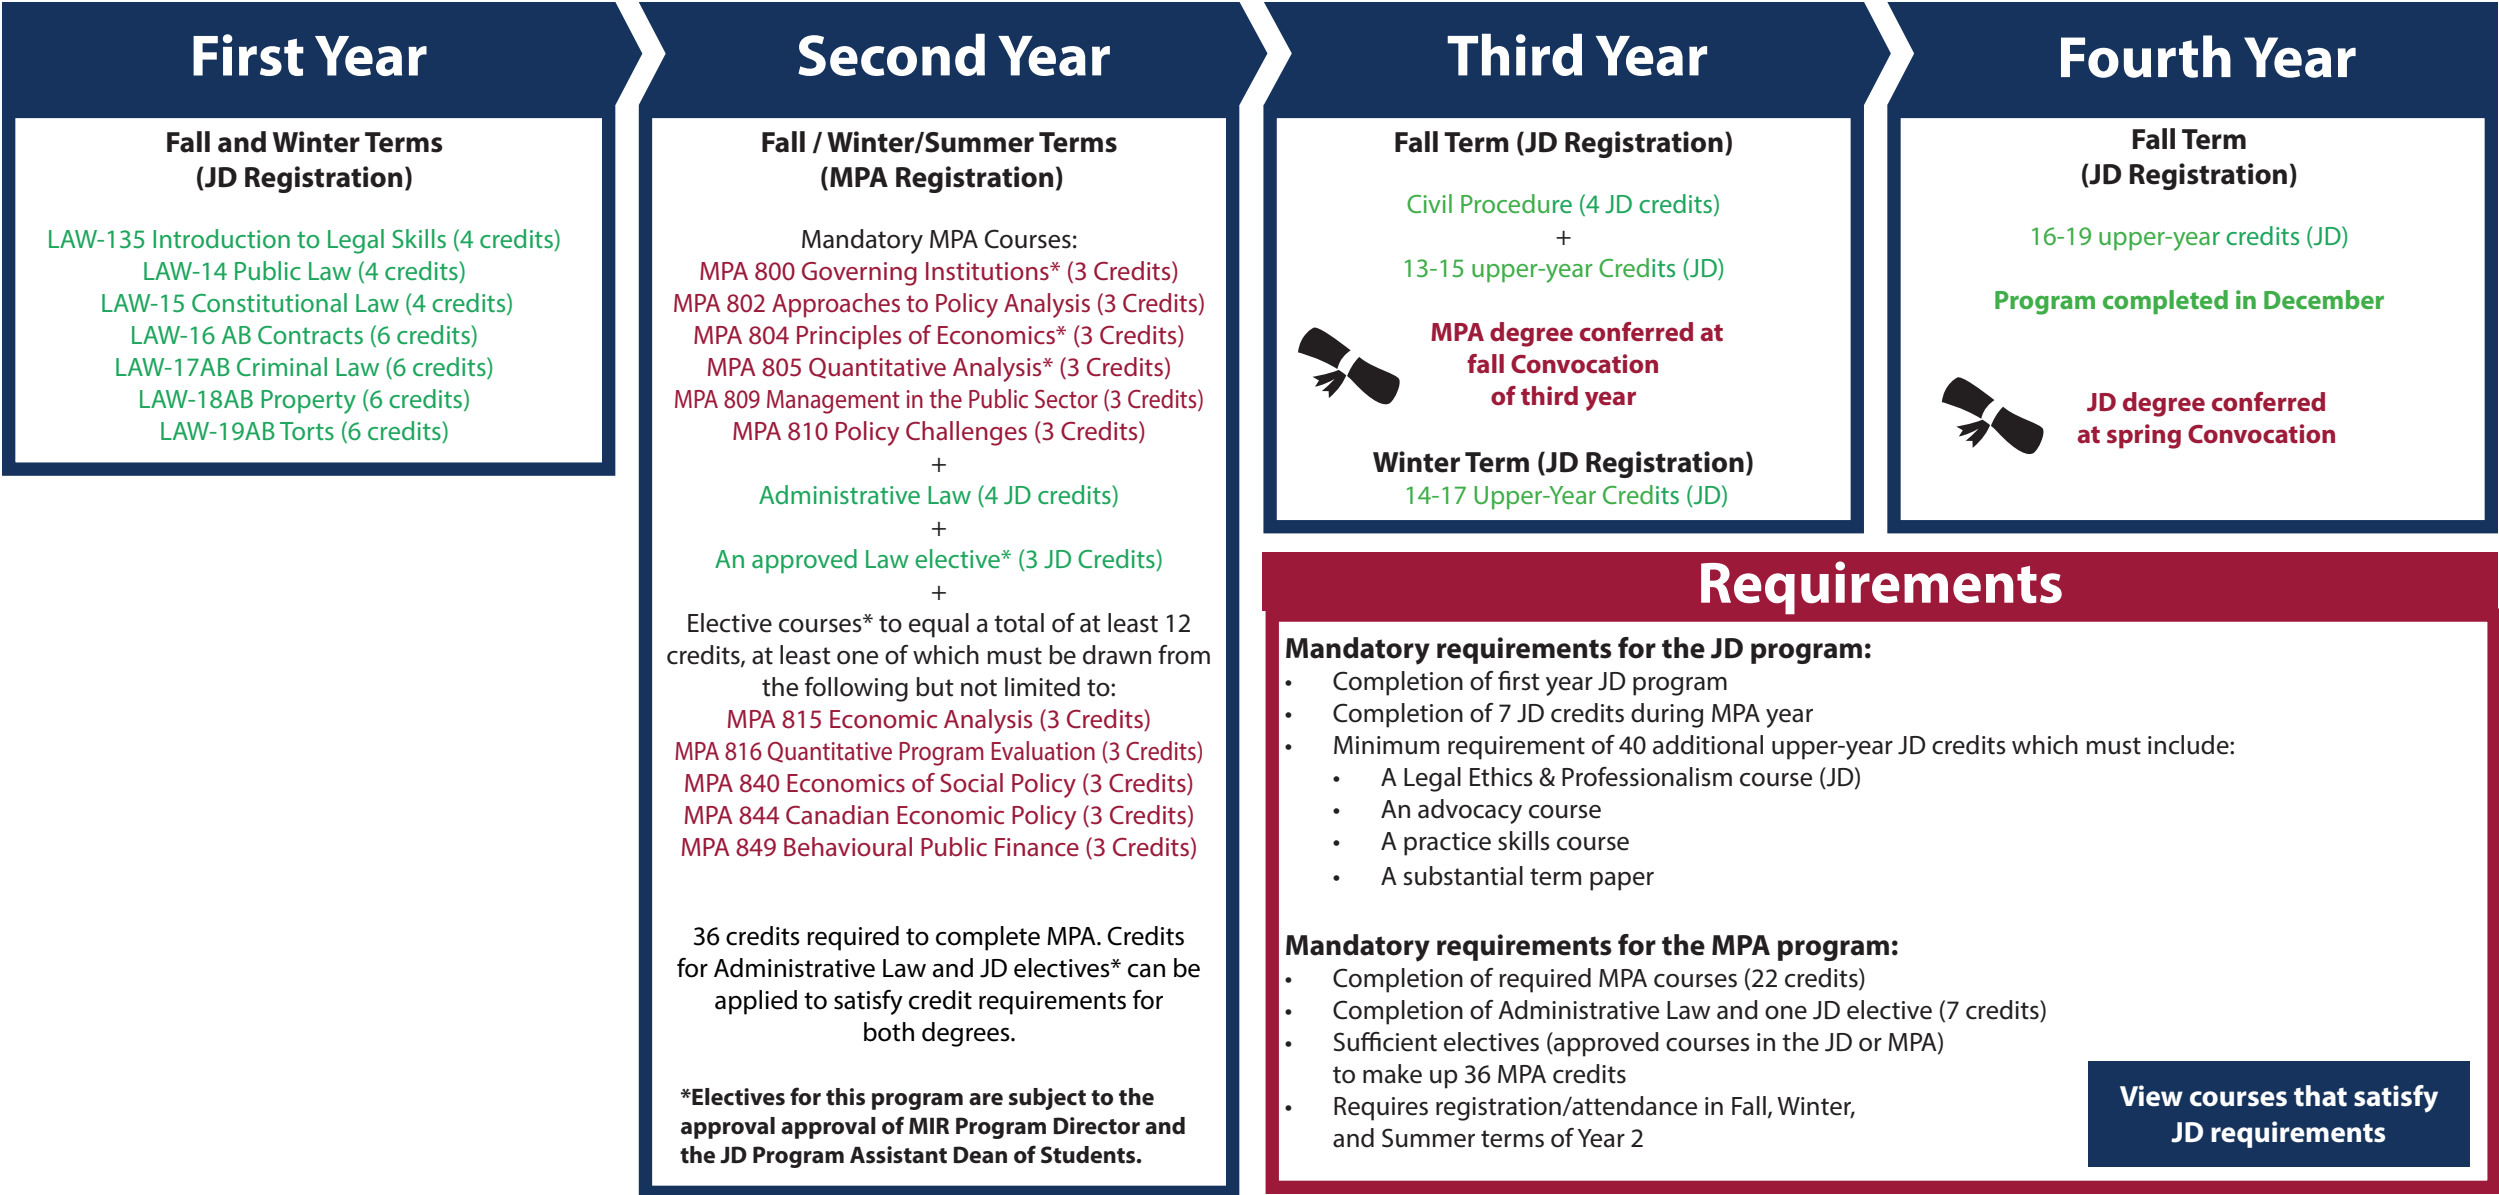 First Year
Fall and Winter Terms
(JD Registration)
LAW-135 Introduction to Legal Skills (4 credits)
LAW-14 Public Law (4 credits)
LAW-15 Constitutional Law (4 credits)
LAW-16 AB Contracts (6 credits)
LAW-17AB Criminal Law (6 credits)
LAW-18AB Property (6 credits)
LAW-19AB Torts (6 credits)
Second Year
Fall / Winter/Summer Terms
(MPA Registration)
Mandatory MPA Courses:
MPA 800 Governing Institutions* (3 Credits)
MPA 802 Approaches to Policy Analysis (3 Credits)
MPA 804 Principles of Economics* (3 Credits)
MPA 805 Quantitative Analysis* (3 Credits)
MPA 809 Management in the Public Sector (3 Credits)
MPA 810 Policy Challenges (3 Credits)
+
Administrative Law (4 JD credits)
+
An approved Law elective* (3 JD Credits)
+
Elective courses* to equal a total of at least 12
credits, at least one of which must be drawn from
the following but not limited to:
MPA 815 Economic Analysis (3 Credits)
MPA 816 Quantitative Program Evaluation (3 Credits)
MPA 840 Economics of Social Policy (3 Credits)
MPA 844 Canadian Economic Policy (3 Credits)
MPA 849 Behavioural Public Finance (3 Credits)
36 credits required to complete MPA. Credits
for Administrative Law and JD electives* can be
applied to satisfy credit requirements for
both degrees.
*Electives for this program are subject to the
approval approval of MIR Program Director and
the JD Program Assistant Dean of Students.
Third Year
Fall Term (JD Registration)
Civil Procedure (4 JD credits)
+
13-15 upper-year Credits (JD)
MPA degree conferred at
fall Convocation
of third year
Winter Term (JD Registration)
14-17 Upper-Year Credits (JD)
Fourth Year
Fall Term
(JD Registration)
16-19 upper-year credits (JD)
Program completed in December
JD degree conferred
at spring Convocation
Requirements
Mandatory requirements for the JD program:
• Completion of first year JD program
• Completion of 7 JD credits during MPA year
• Minimum requirement of 40 additional upper-year JD credits which must include:
• A Legal Ethics & Professionalism course (JD)
• An advocacy course
• A practice skills course
• A substantial term paper
Mandatory requirements for the MPA program:
• Completion of required MPA courses (22 credits)
• Completion of Administrative Law and one JD elective (7 credits)
• Sufficient electives (approved courses in the JD or MPA)
to make up 36 MPA credits
• Requires registration/attendance in Fall, Winter,
and Summer terms of Year 2
View courses that satisfy
JD requirements